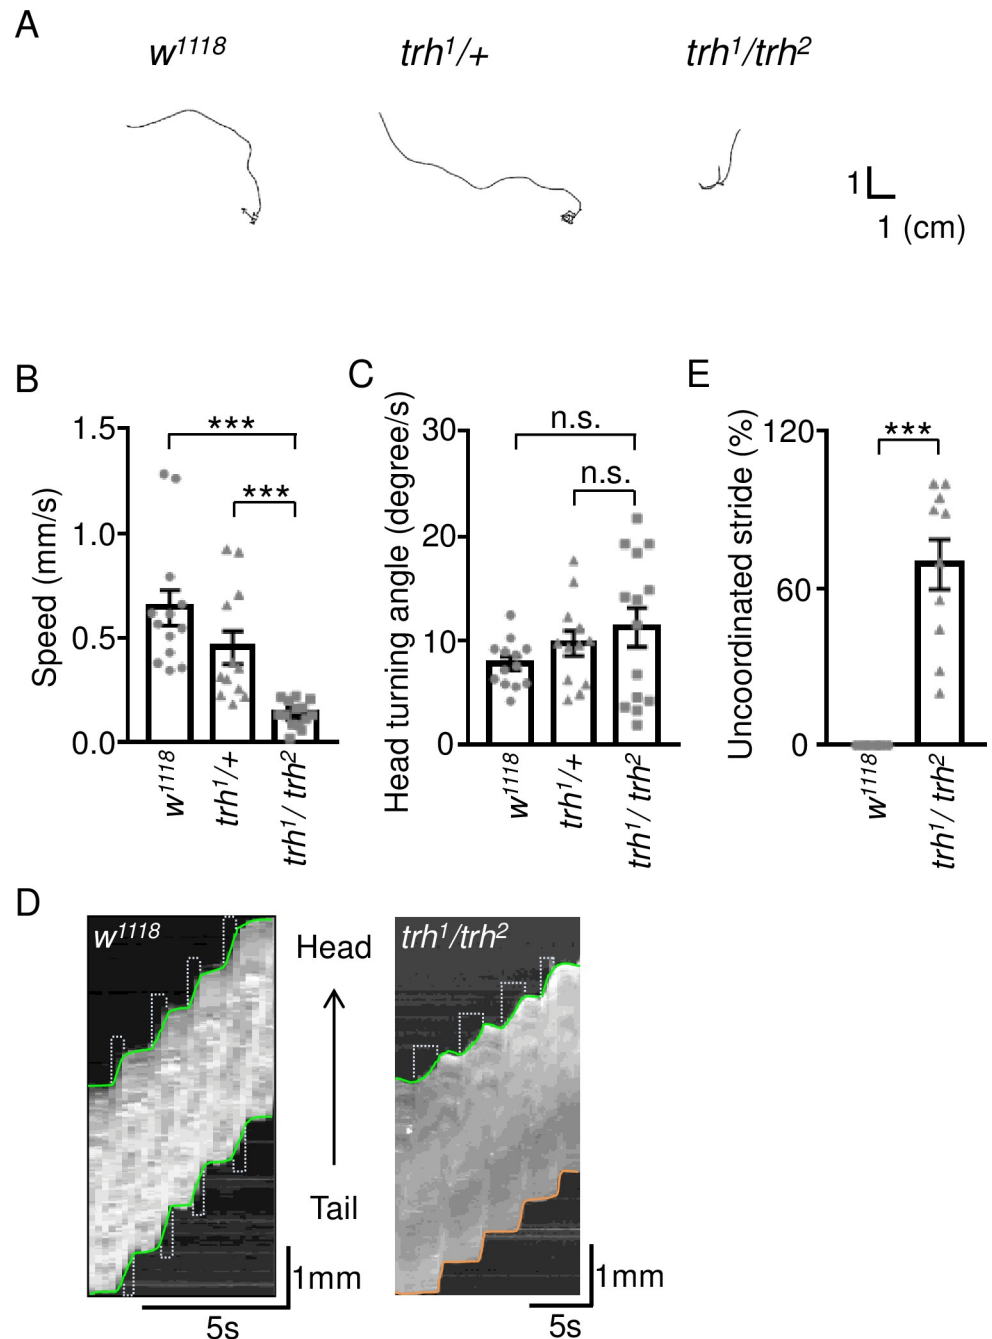 A
w¹¹¹⁸
trh¹/+
trh¹/trh²
1
1 (cm)
B
Speed (mm/s)
1.5
1.0
0.5
0.0
***
***
w¹¹¹⁸
trh¹/+
trh¹/ trh²
C
Head turning angle (degree/s)
30
20
10
0
n.s.
n.s.
w¹¹¹⁸
trh¹/+
trh¹/ trh²
E
Uncoordinated stride (%)
120
60
0
***
w¹¹¹⁸
trh¹/ trh²
D
w¹¹¹⁸
Head
Tail
1mm
5s
trh¹/trh²
1mm
5s